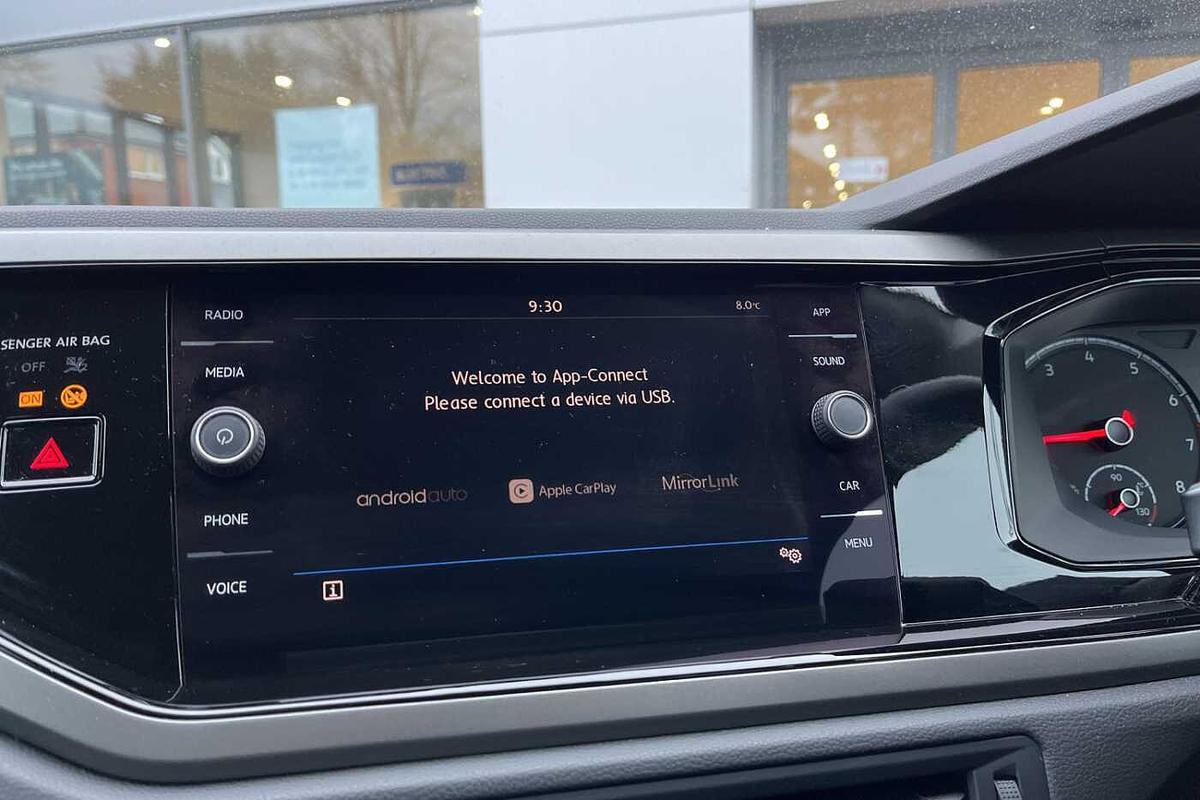 SENGER AIR BAG
OFF
ON
RADIO
MEDIA
PHONE
VOICE
9:30
8.0°C
Welcome to App-Connect
Please connect a device via USB.
androidauto
Apple CarPlay
MirrorLink
i
APP
SOUND
CAR
MENU
3
4
5
6
7
8
90
130